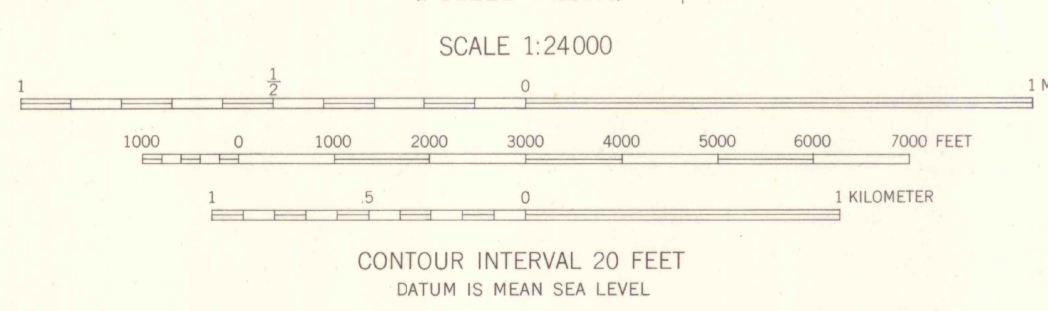 SCALE 1:24000
1 1/2 0 1
1000 0 1000 2000 3000 4000 5000 6000 7000 FEET
1 .5 0 1 KILOMETER
CONTOUR INTERVAL 20 FEET
DATUM IS MEAN SEA LEVEL